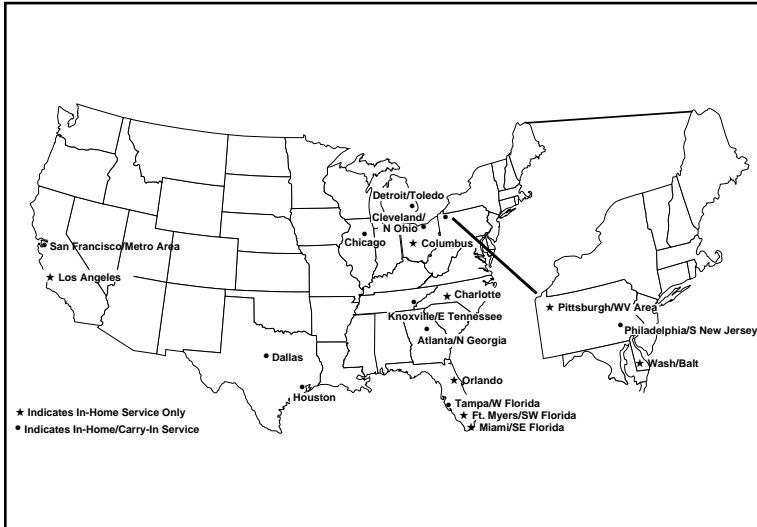 Detroit/Toledo
Cleveland/
N Ohio
Chicago
★ Columbus
San Francisco/Metro Area
★ Los Angeles
★ Charlotte
Knoxville/E Tennessee
Atlanta/N Georgia
★ Pittsburgh/WV Area
Philadelphia/S New Jersey
★ Wash/Balt
Dallas
Houston
★ Orlando
Tampa/W Florida
★ Ft. Myers/SW Florida
★ Miami/SE Florida
★ Indicates In-Home Service Only
● Indicates In-Home/Carry-In Service